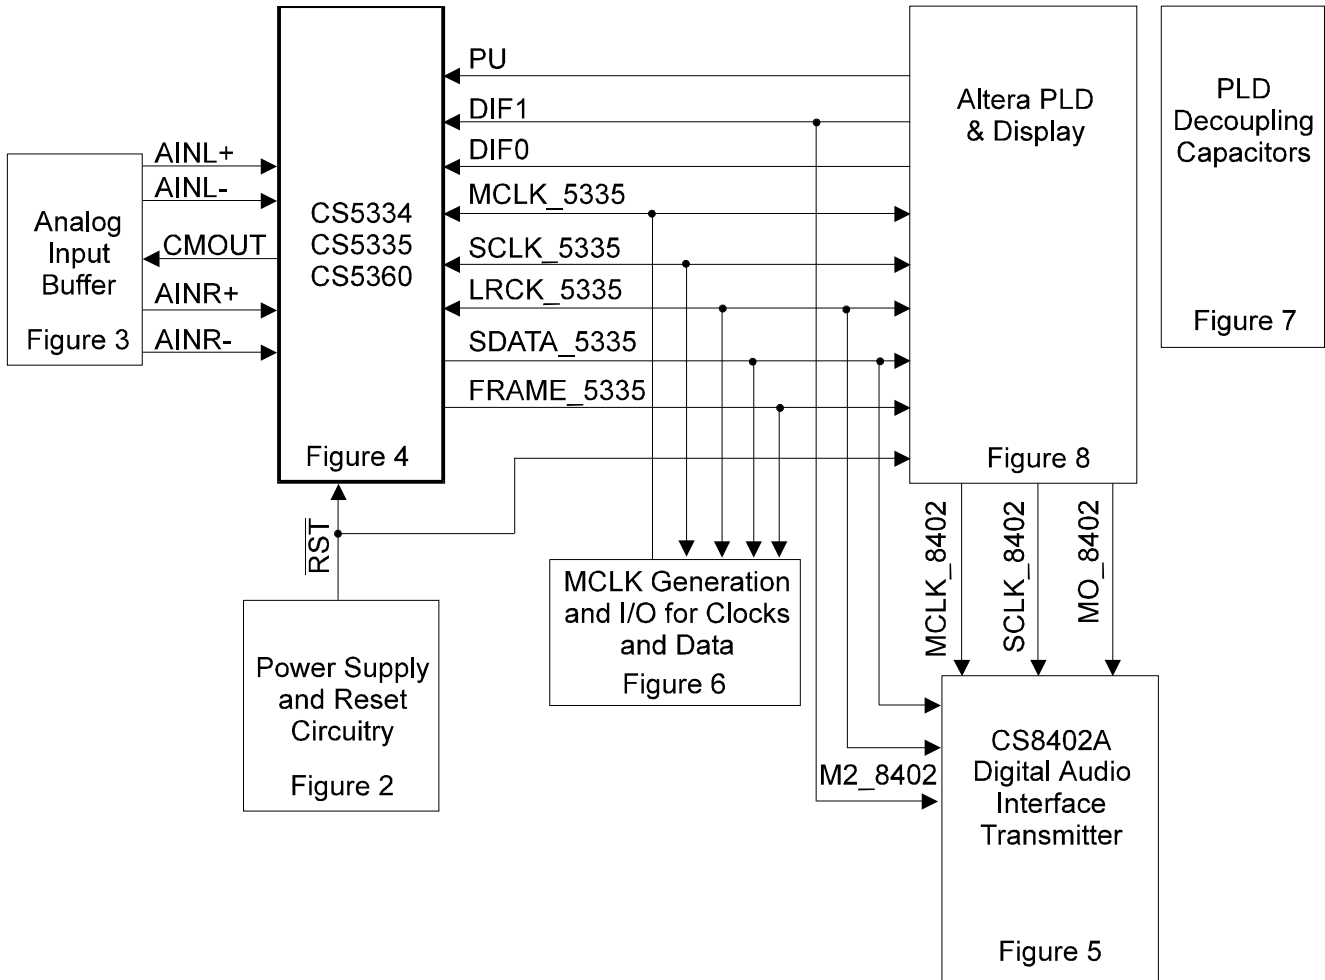 Analog
Input
Buffer
Figure 3
AINL+
AINL-
CMOUT
AINR+
AINR-
CS5334
CS5335
CS5360
Figure 4
PU
DIF1
DIF0
MCLK_5335
SCLK_5335
LRCK_5335
SDATA_5335
FRAME_5335
Altera PLD
& Display
Figure 8
PLD
Decoupling
Capacitors
Figure 7
RST
Power Supply
and Reset
Circuitry
Figure 2
MCLK Generation
and I/O for Clocks
and Data
Figure 6
MCLK_8402
SCLK_8402
MO_8402
M2_8402
CS8402A
Digital Audio
Interface
Transmitter
Figure 5